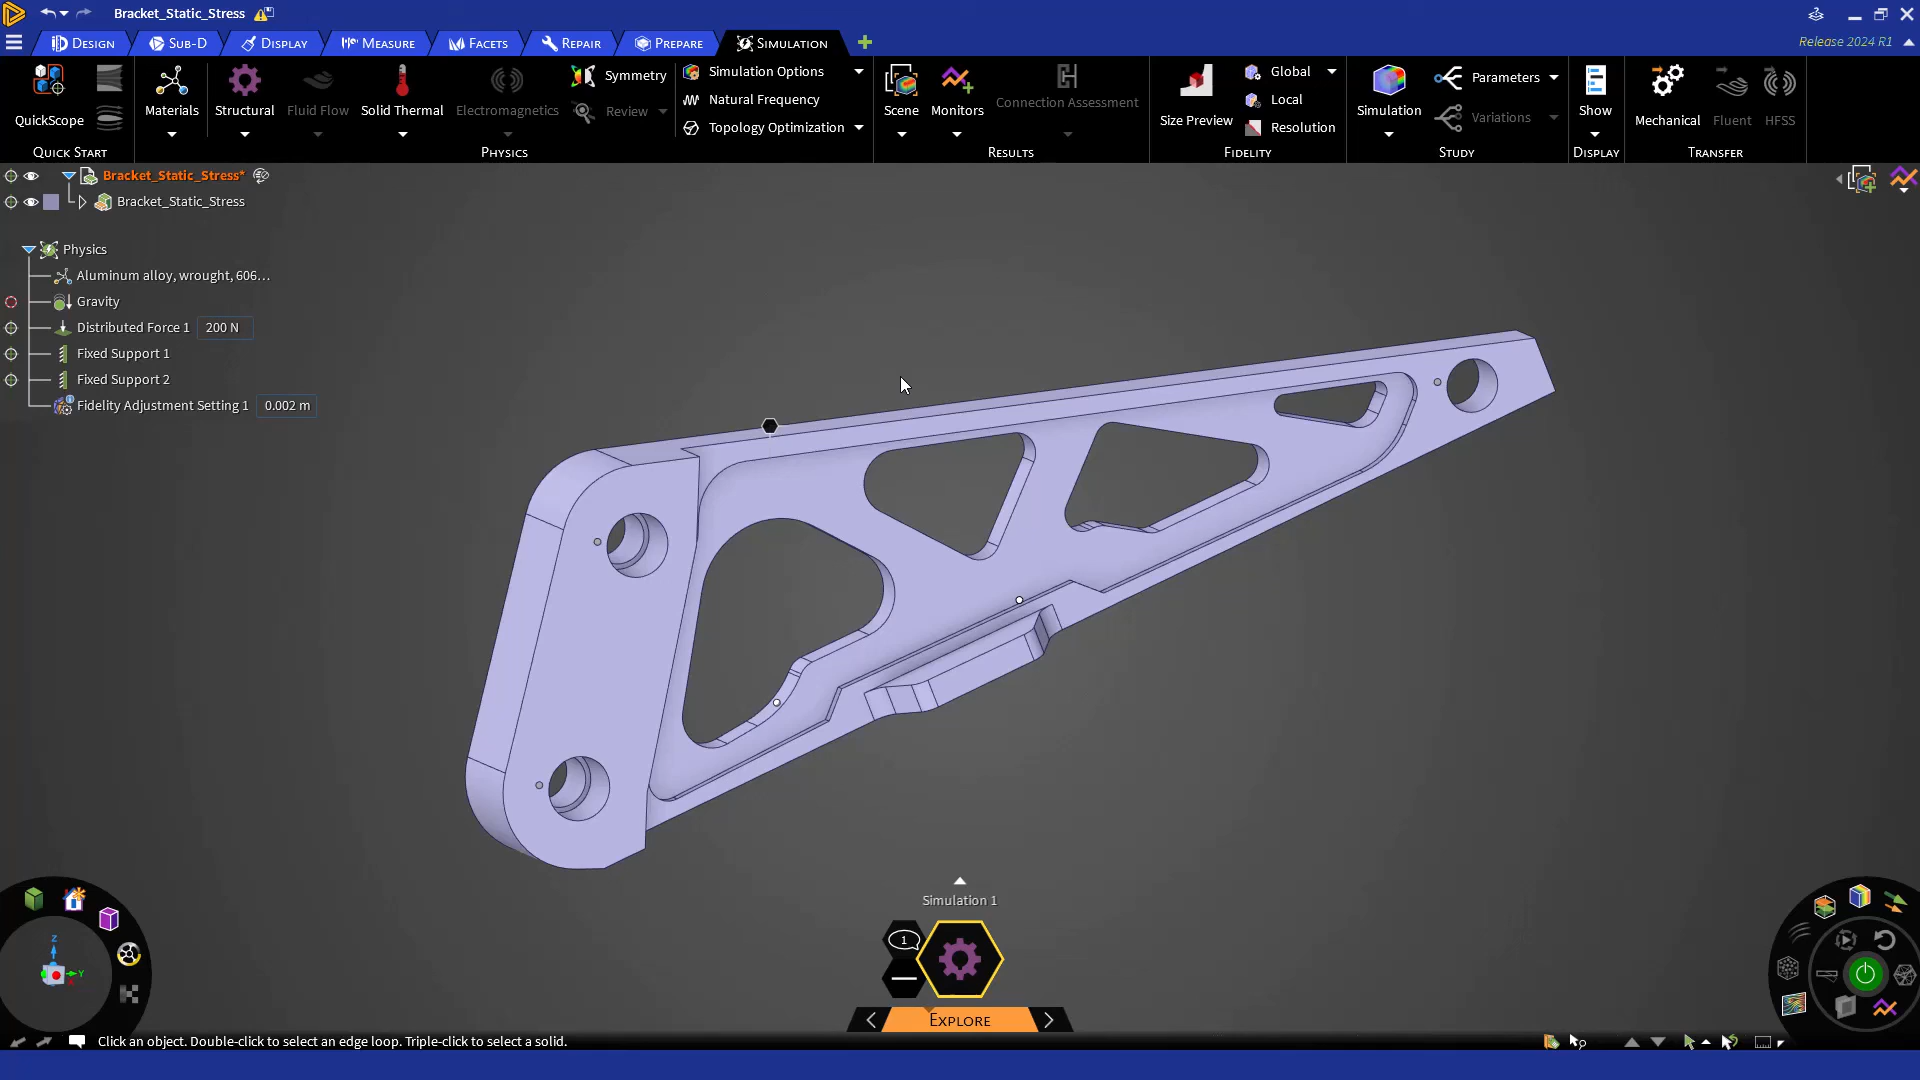 Bracket_Static_Stress
DESIGN SUB-D DISPLAY MEASURE FACETS REPAIR PREPARE SIMULATION
Release 2024 R1
QuickScope
Materials
Structural
Fluid Flow
Solid Thermal
Electromagnetics
Symmetry
Review
Simulation Options
Natural Frequency
Topology Optimization
Scene
Monitors
Connection Assessment
Size Preview
Global
Local
Resolution
Simulation
Parameters
Variations
Show
Mechanical
Fluent
HFSS
QUICK START
PHYSICS
RESULTS
FIDELITY
STUDY
DISPLAY
TRANSFER
Bracket_Static_Stress*
Bracket_Static_Stress
Physics
Aluminum alloy, wrought, 606...
Gravity
Distributed Force 1 200 N
Fixed Support 1
Fixed Support 2
Fidelity Adjustment Setting 1 0.002 m
Simulation 1
1
EXPLORE
Z
Y
X
Click an object. Double-click to select an edge loop. Triple-click to select a solid.